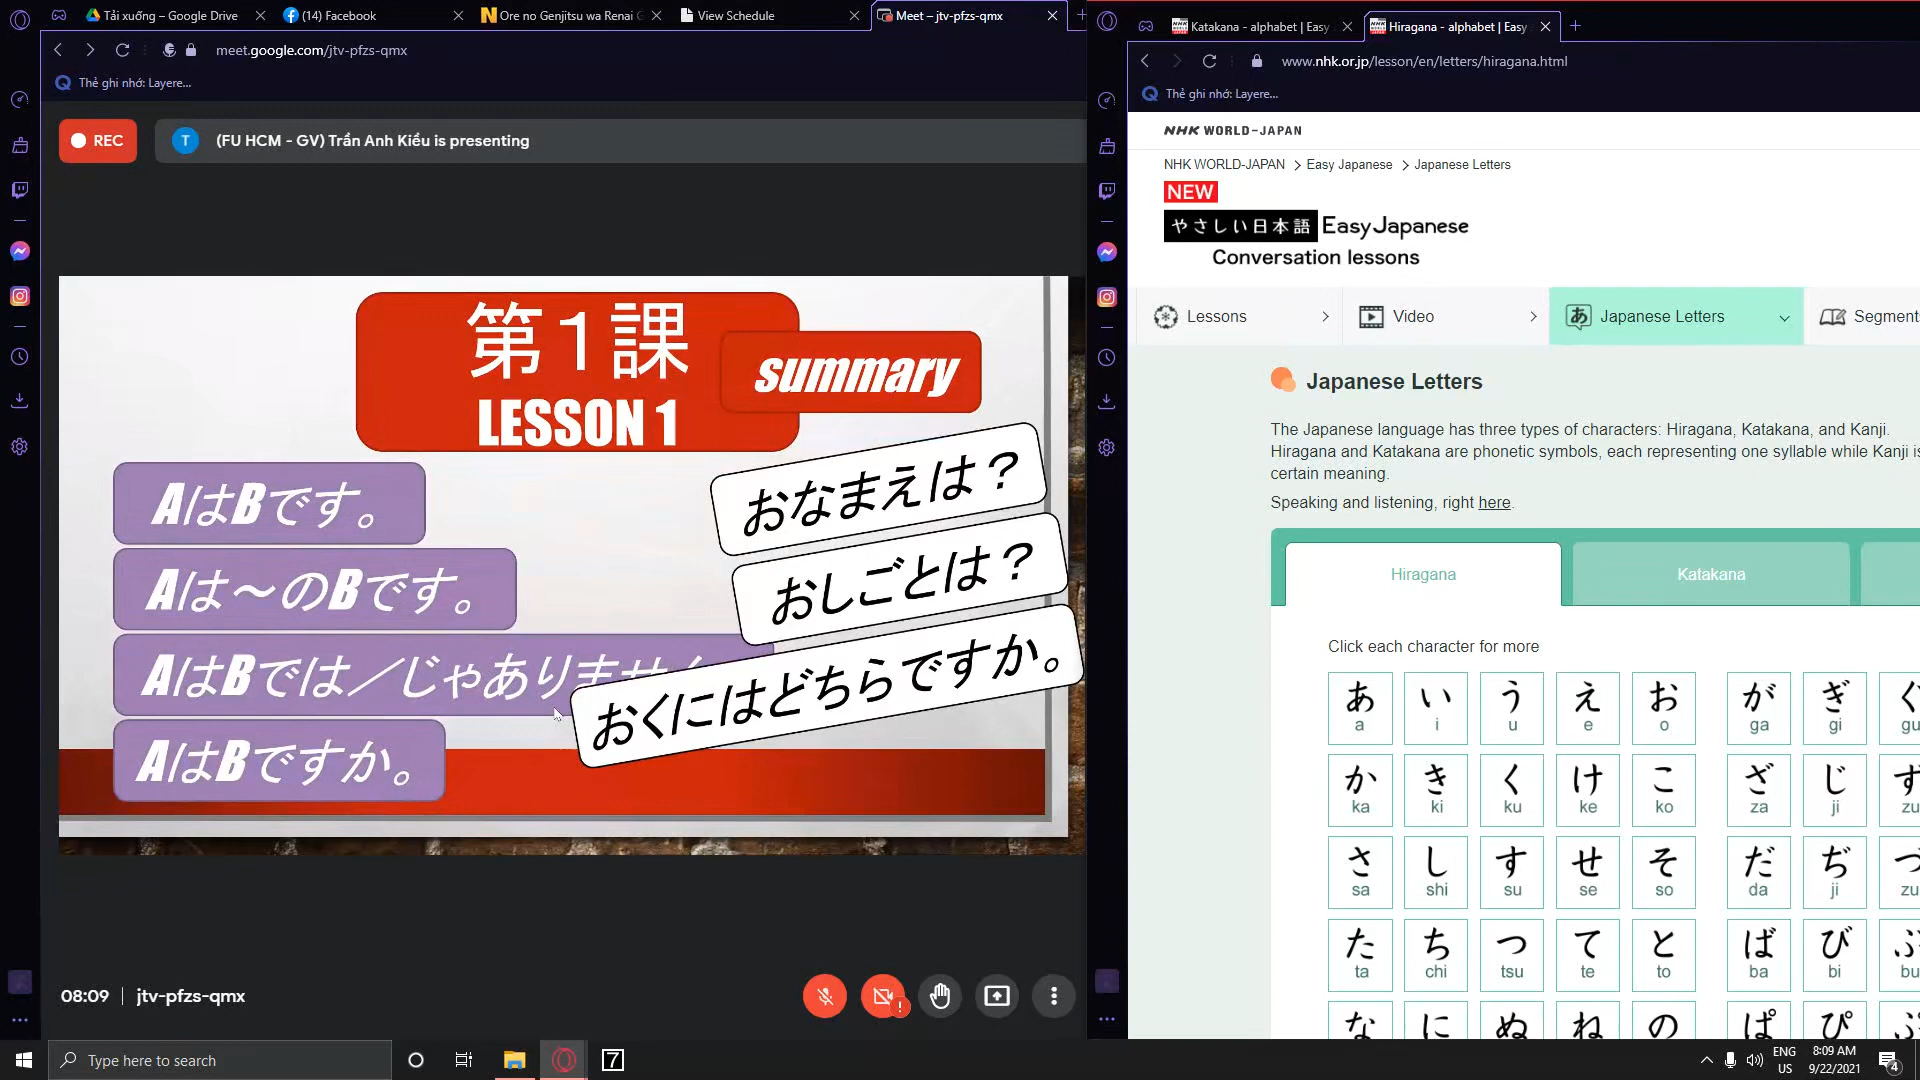 Tải xuống – Google Drive
(14) Facebook
Ore no Genjitsu wa Renai G
View Schedule
Meet – jtv-pfzs-qmx
meet.google.com/jtv-pfzs-qmx
Thẻ ghi nhớ: Layere...
REC
T
(FU HCM - GV) Trần Anh Kiều is presenting
第1課
LESSON 1
summary
AはBです。
Aは～のBです。
AはBでは／じゃありません
AはBですか。
おなまえは？
おしごとは？
おくにはどちらですか。
08:09 | jtv-pfzs-qmx
Katakana - alphabet | Easy
Hiragana - alphabet | Easy
www.nhk.or.jp/lesson/en/letters/hiragana.html
Thẻ ghi nhớ: Layere...
NHK WORLD-JAPAN
NHK WORLD-JAPAN > Easy Japanese > Japanese Letters
NEW
やさしい日本語 Easy Japanese
Conversation lessons
Lessons
Video
あ Japanese Letters
Segment
Japanese Letters
The Japanese language has three types of characters: Hiragana, Katakana, and Kanji.
Hiragana and Katakana are phonetic symbols, each representing one syllable while Kanji is
certain meaning.
Speaking and listening, right here.
Hiragana
Katakana
Click each character for more
あ い う え お が ぎ ぐ
a i u e o ga gi gu
か き く け こ ざ じ ず
ka ki ku ke ko za ji zu
さ し す せ そ だ ぢ づ
sa shi su se so da ji zu
た ち つ て と ば び ぶ
ta chi tsu te to ba bi bu
な に ぬ ね の ぱ ぴ ぷ
Type here to search
7
ENG
US
8:09 AM
9/22/2021
4